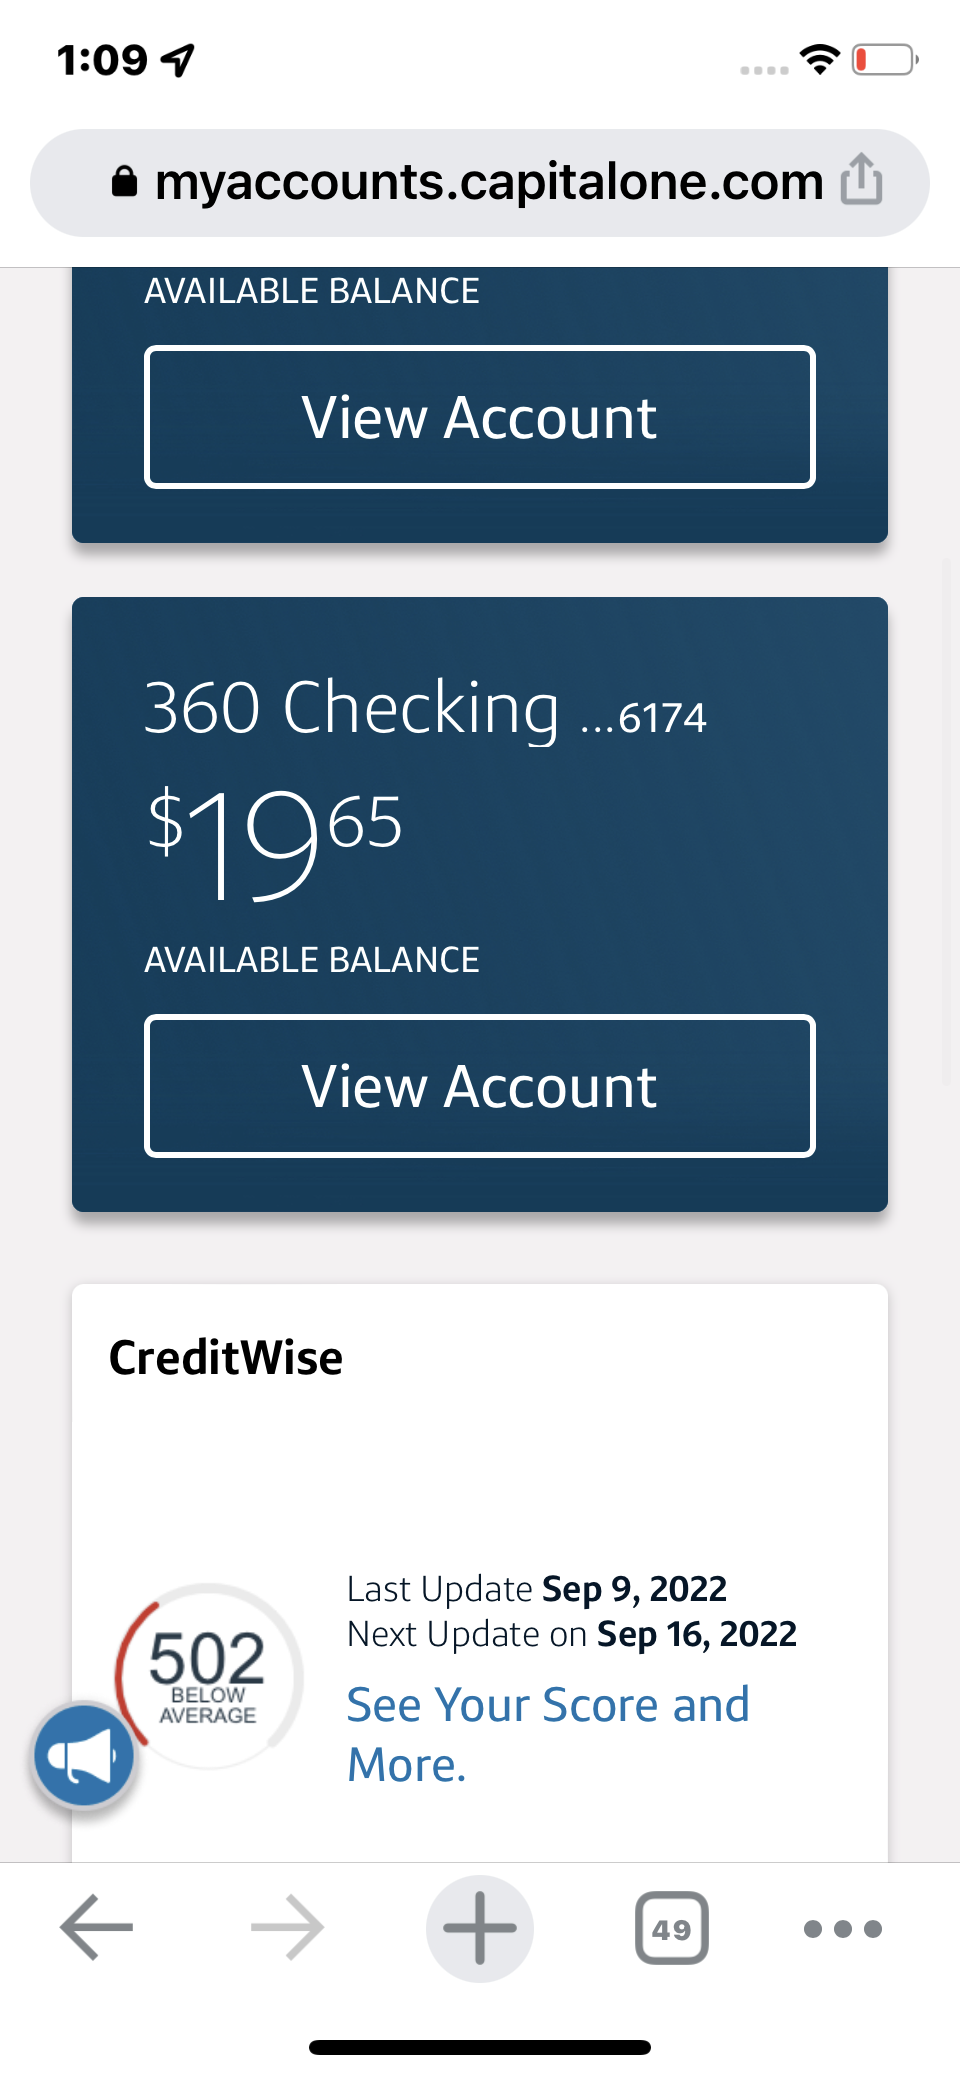 1:09
myaccounts.capitalone.com
AVAILABLE BALANCE
View Account
360 Checking ...6174
$19 65
AVAILABLE BALANCE
View Account
CreditWise
Last Update Sep 9, 2022
Next Update on Sep 16, 2022
502
BELOW
AVERAGE
See Your Score and
More.
49